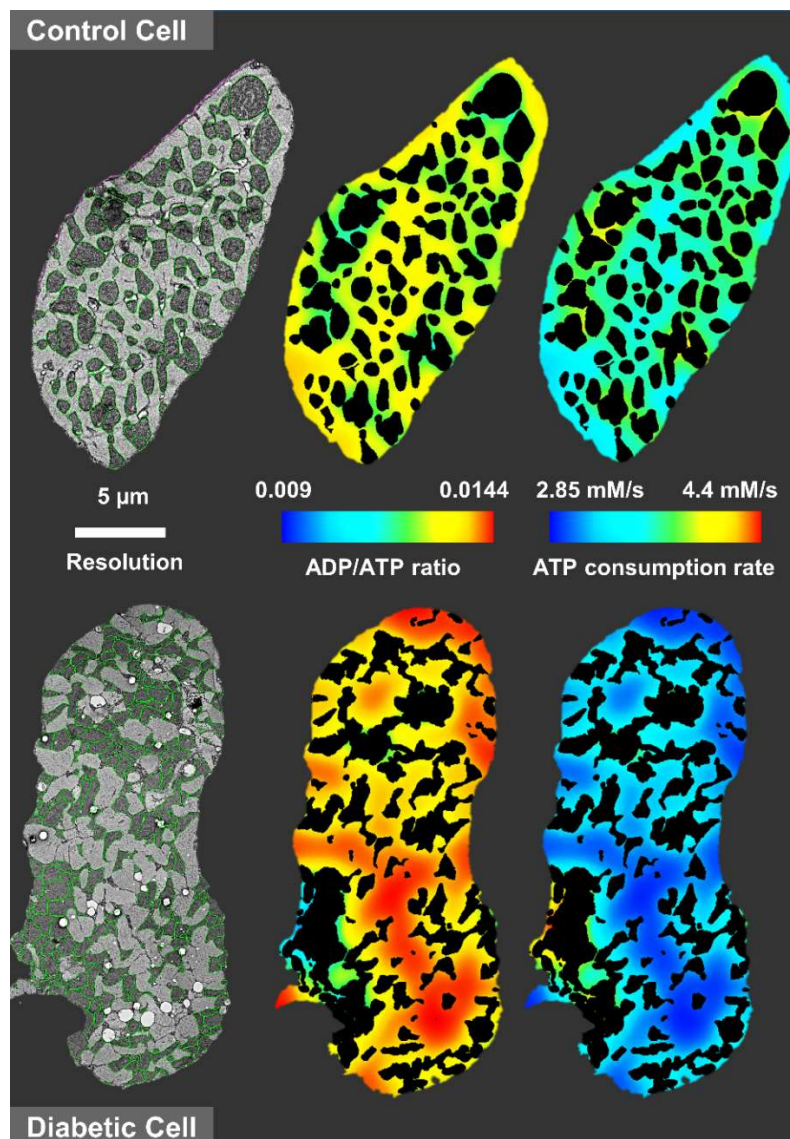 Control Cell
5 µm
0.009 0.0144 2.85 mM/s 4.4 mM/s
Resolution ADP/ATP ratio ATP consumption rate
Diabetic Cell